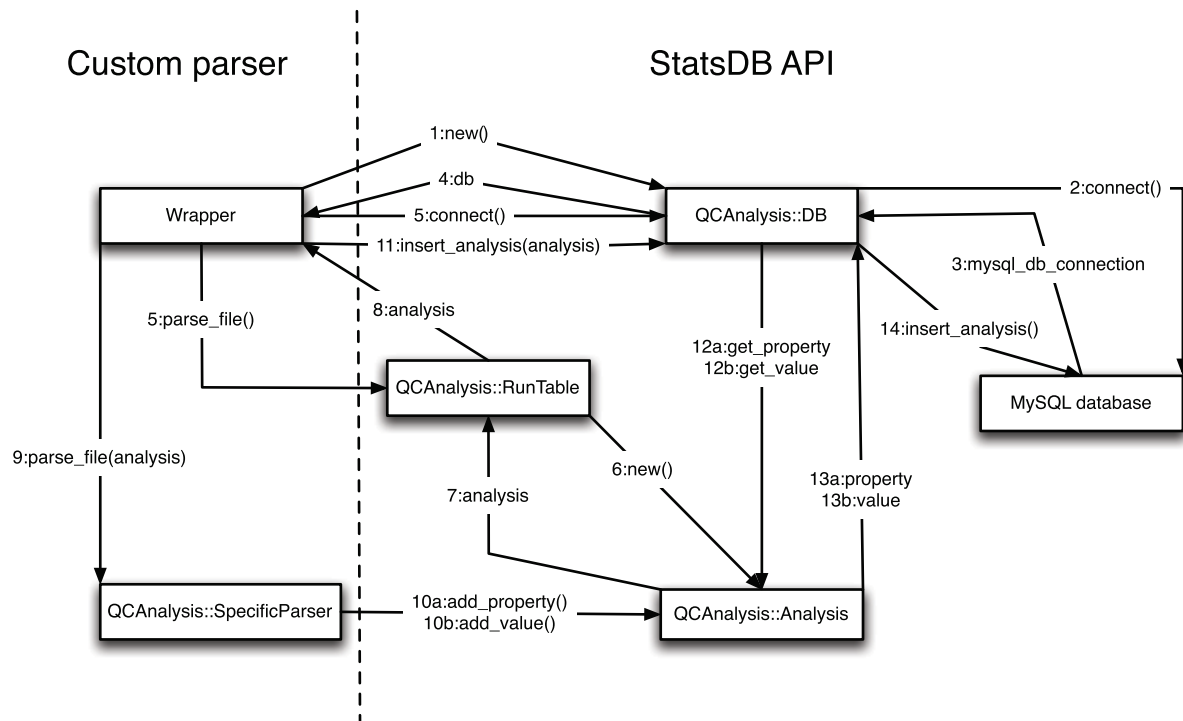 Custom parser
StatsDB API
1:new()
4:db
2:connect()
Wrapper
5:connect()
QCAnalysis::DB
11:insert_analysis(analysis)
3:mysql_db_connection
8:analysis
5:parse_file()
14:insert_analysis()
12a:get_property
12b:get_value
QCAnalysis::RunTable
MySQL database
9:parse_file(analysis)
6:new()
7:analysis
13a:property
13b:value
10a:add_property()
10b:add_value()
QCAnalysis::SpecificParser
QCAnalysis::Analysis